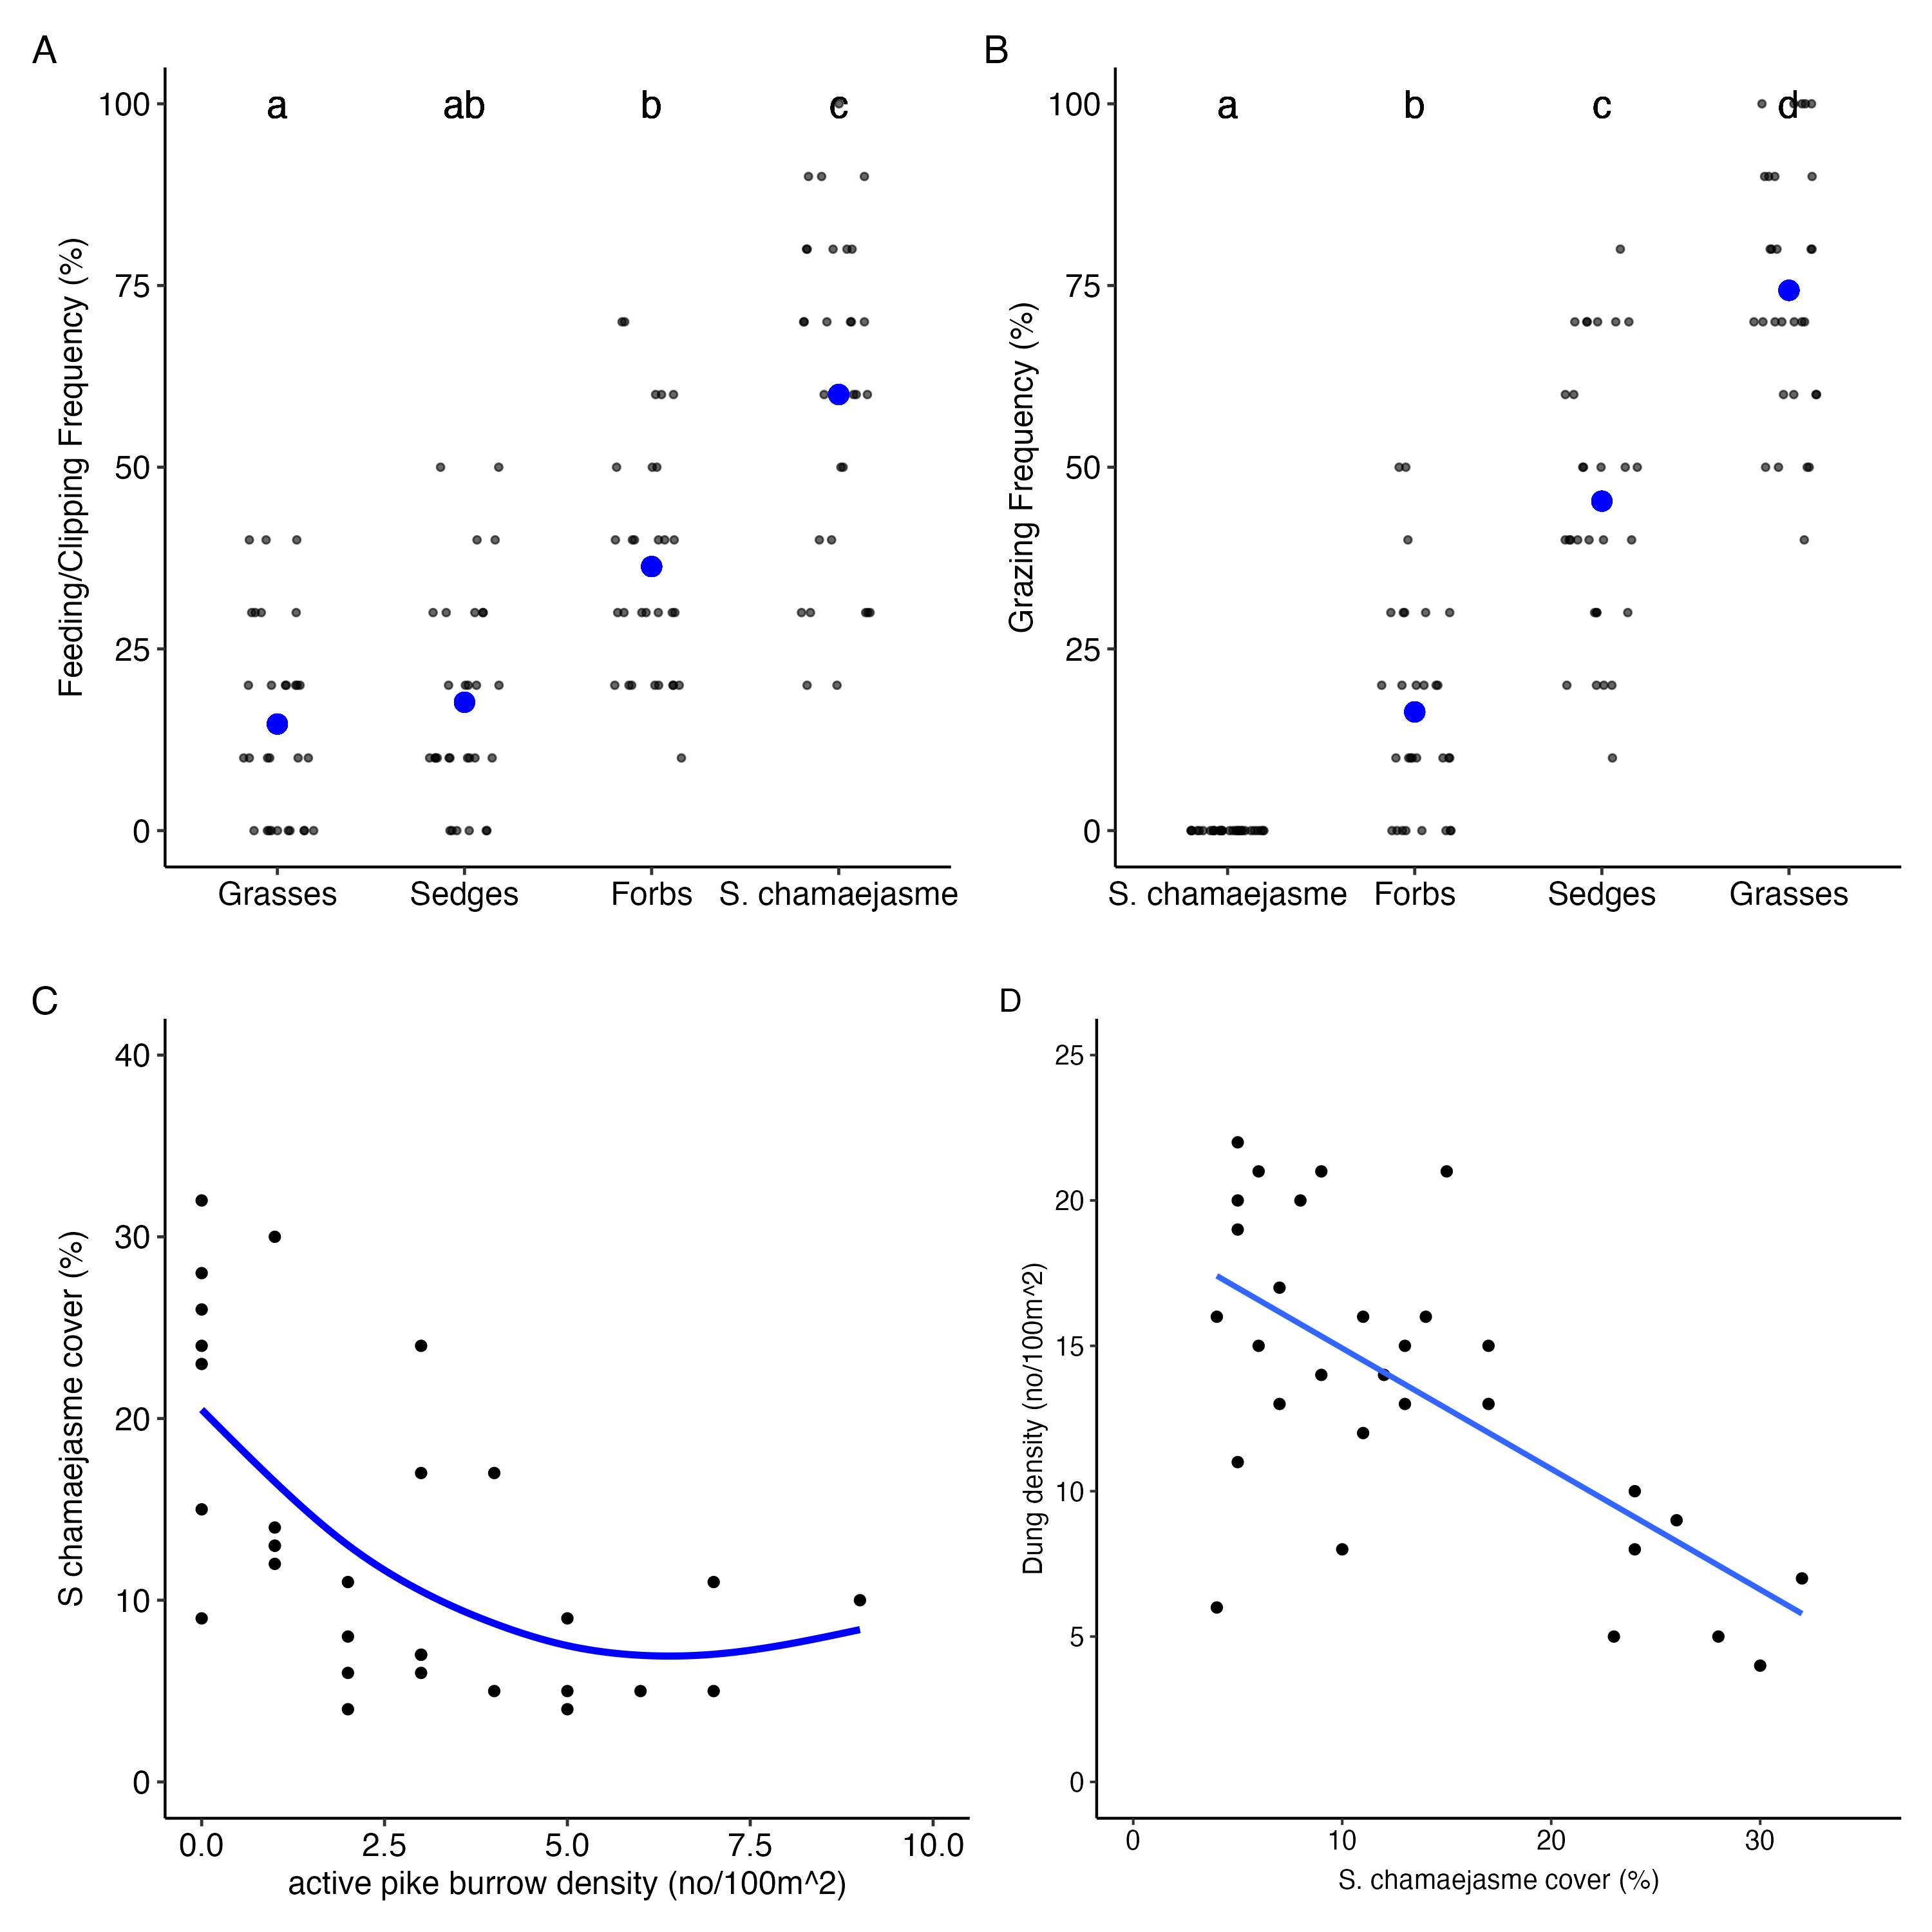 A
100
75
50
25
0
Feeding/Clipping Frequency (%)
a ab b c
Grasses Sedges Forbs S. chamaejasme
B
100
75
50
25
0
Grazing Frequency (%)
a b c d
S. chamaejasme Forbs Sedges Grasses
C
40
30
20
10
0
S chamaejasme cover (%)
0.0 2.5 5.0 7.5 10.0
active pike burrow density (no/100m^2)
D
25
20
15
10
5
0
Dung density (no/100m^2)
0 10 20 30
S. chamaejasme cover (%)